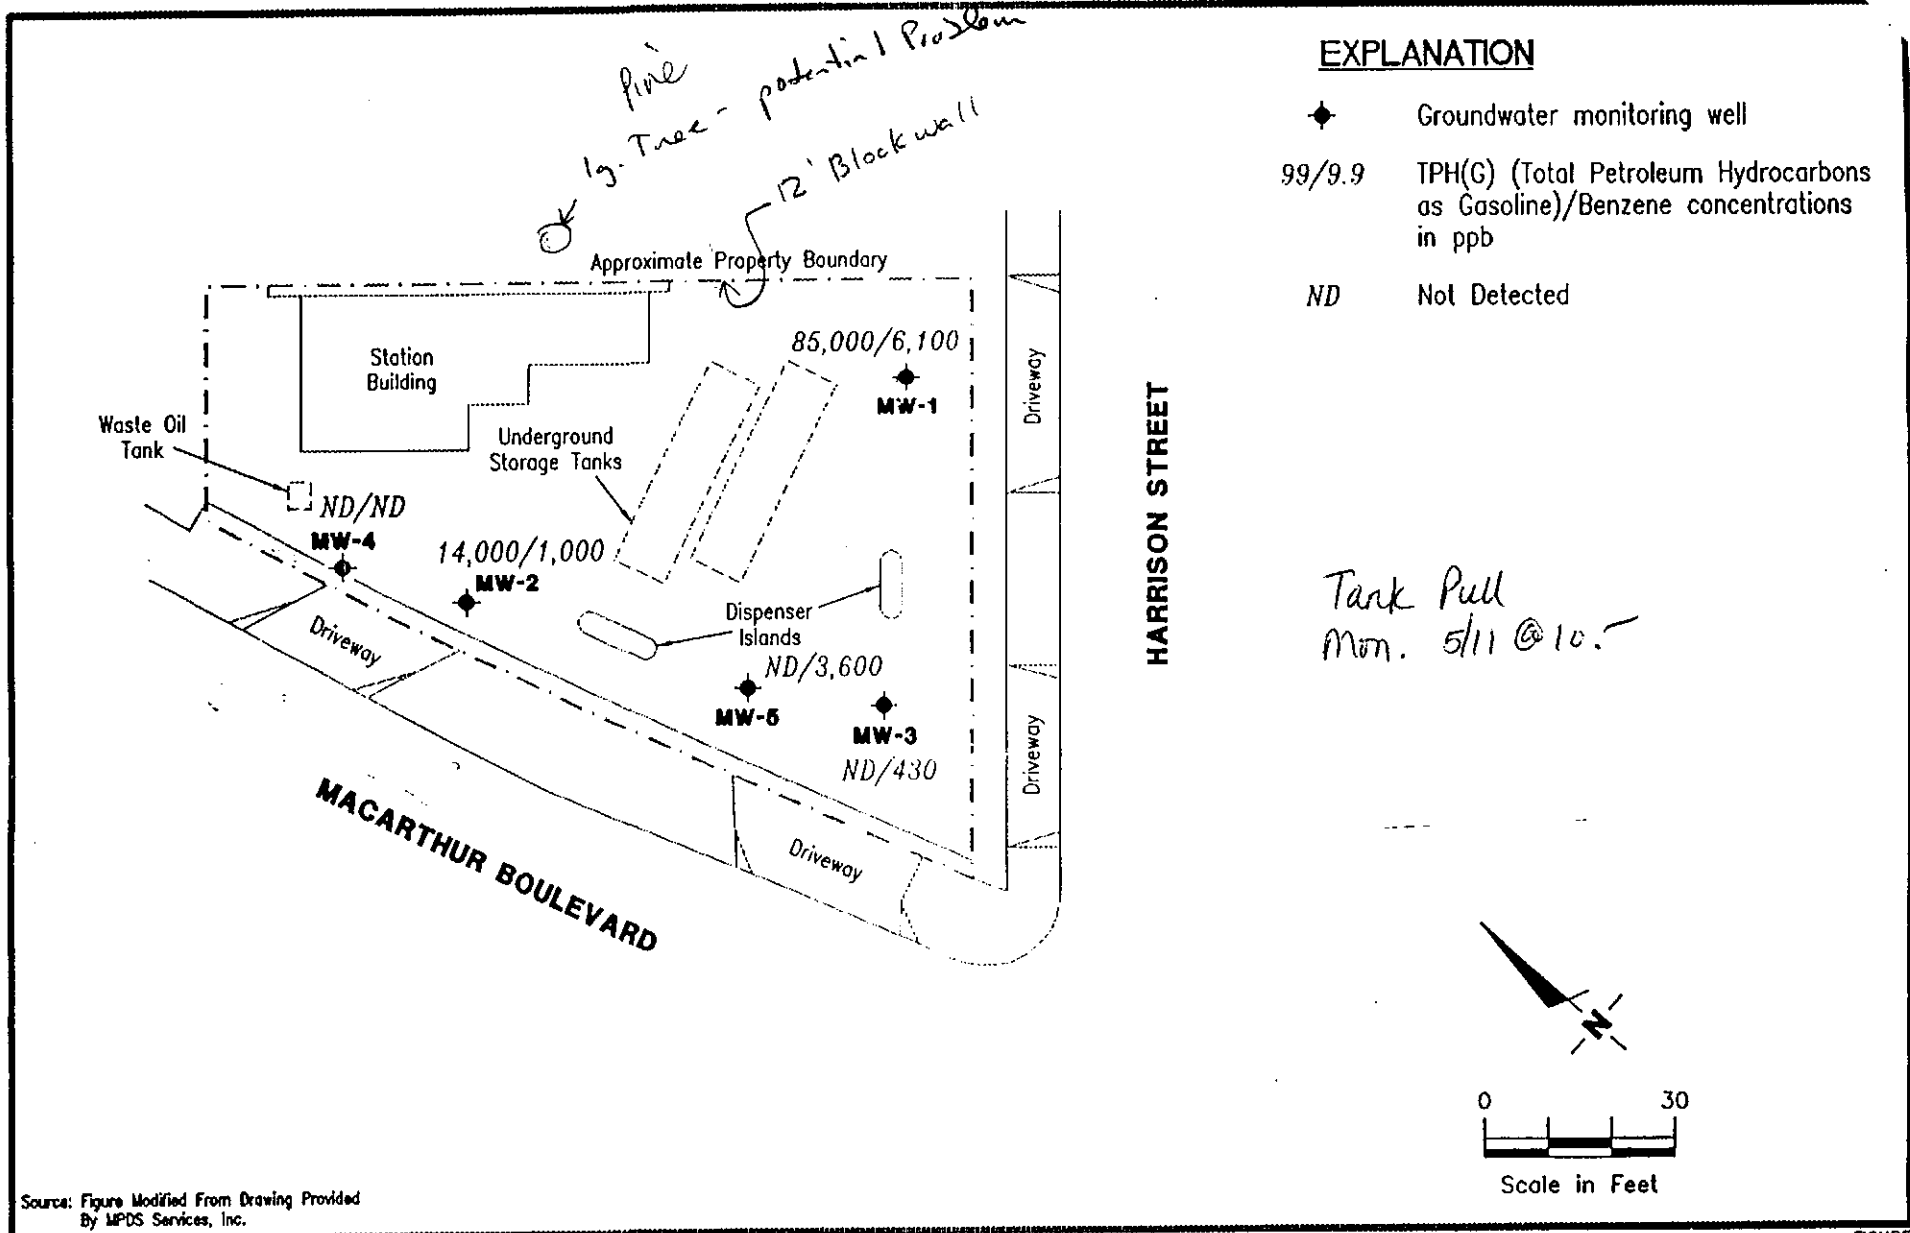 Pine
lg. Tree - potential Problem
12' Block wall
EXPLANATION
Groundwater monitoring well
99/9.9 TPH(G) (Total Petroleum Hydrocarbons
as Gasoline)/Benzene concentrations
in ppb
ND Not Detected
Approximate Property Boundary
85,000/6,100
MW-1
Station
Building
Driveway
Waste Oil
Tank
Underground
Storage Tanks
HARRISON STREET
ND/ND
MW-4
14,000/1,000
MW-2
Dispenser
Islands
Driveway
ND/3,600
MW-5
MW-3
ND/430
Driveway
Driveway
MACARTHUR BOULEVARD
Tank Pull
Mon. 5/11 @ 10:
N
0 30
Scale in Feet
Source: Figure Modified From Drawing Provided
By MPDS Services, Inc.